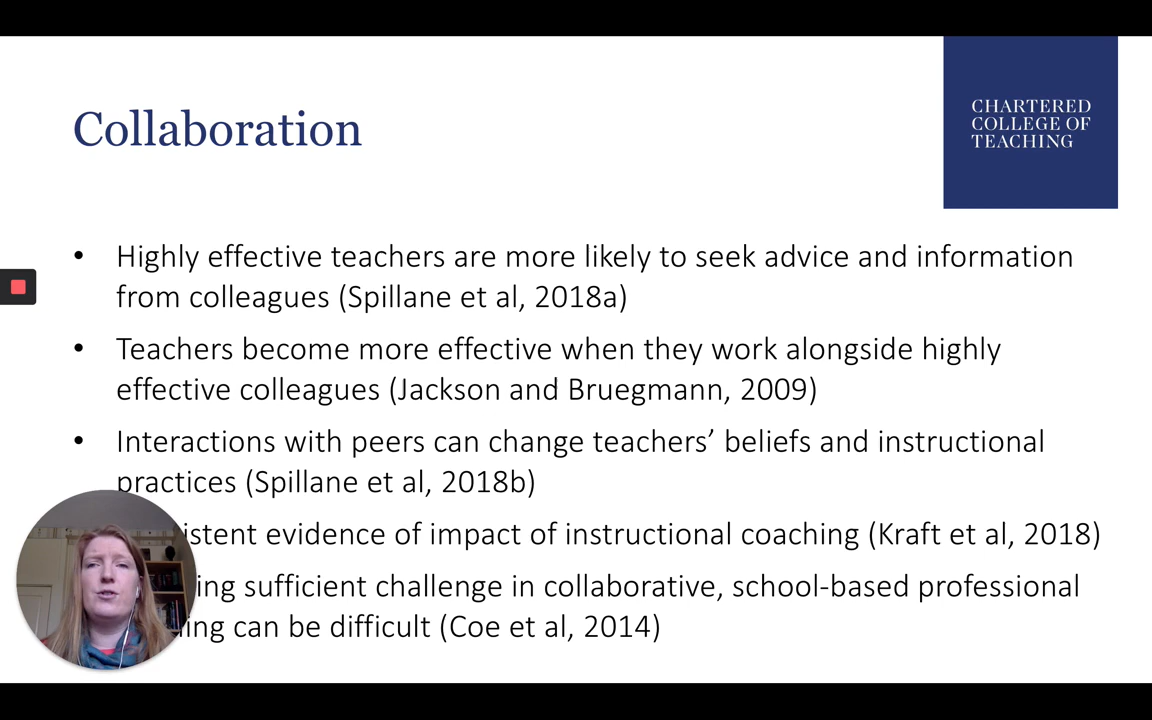 Collaboration
CHARTERED
COLLEGE OF
TEACHING
• Highly effective teachers are more likely to seek advice and information
from colleagues (Spillane et al, 2018a)
• Teachers become more effective when they work alongside highly
effective colleagues (Jackson and Bruegmann, 2009)
• Interactions with peers can change teachers’ beliefs and instructional
practices (Spillane et al, 2018b)
istent evidence of impact of instructional coaching (Kraft et al, 2018)
ing sufficient challenge in collaborative, school-based professional
ing can be difficult (Coe et al, 2014)